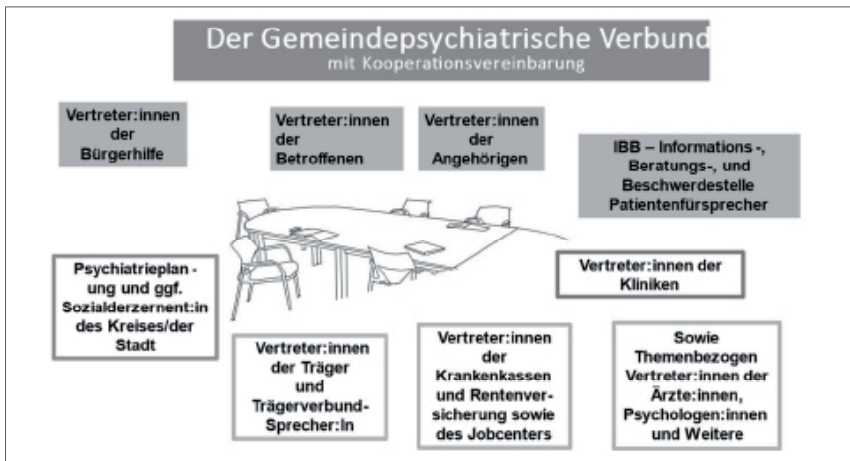 Der Gemeindepsychiatrische Verbund
mit Kooperationsvereinbarung
Vertreter:innen
der
Bürgerhilfe
Vertreter:innen
der
Betroffenen
Vertreter:innen
der
Angehörigen
IBB – Informations -,
Beratungs-, und
Beschwerdestelle
Patientenfürsprecher
Psychiatrieplan -
ung und ggf.
Sozialderzernent:in
des Kreises/der
Stadt
Vertreter:innen der
Kliniken
Vertreter:innen
der Träger
und
Trägerverbund-
Sprecher:In
Vertreter:innen
der
Krankenkassen
und Rentenver-
sicherung sowie
des Jobcenters
Sowie
Themenbezogen
Vertreter:innen der
Ärzte:innen,
Psychologen:innen
und Weitere